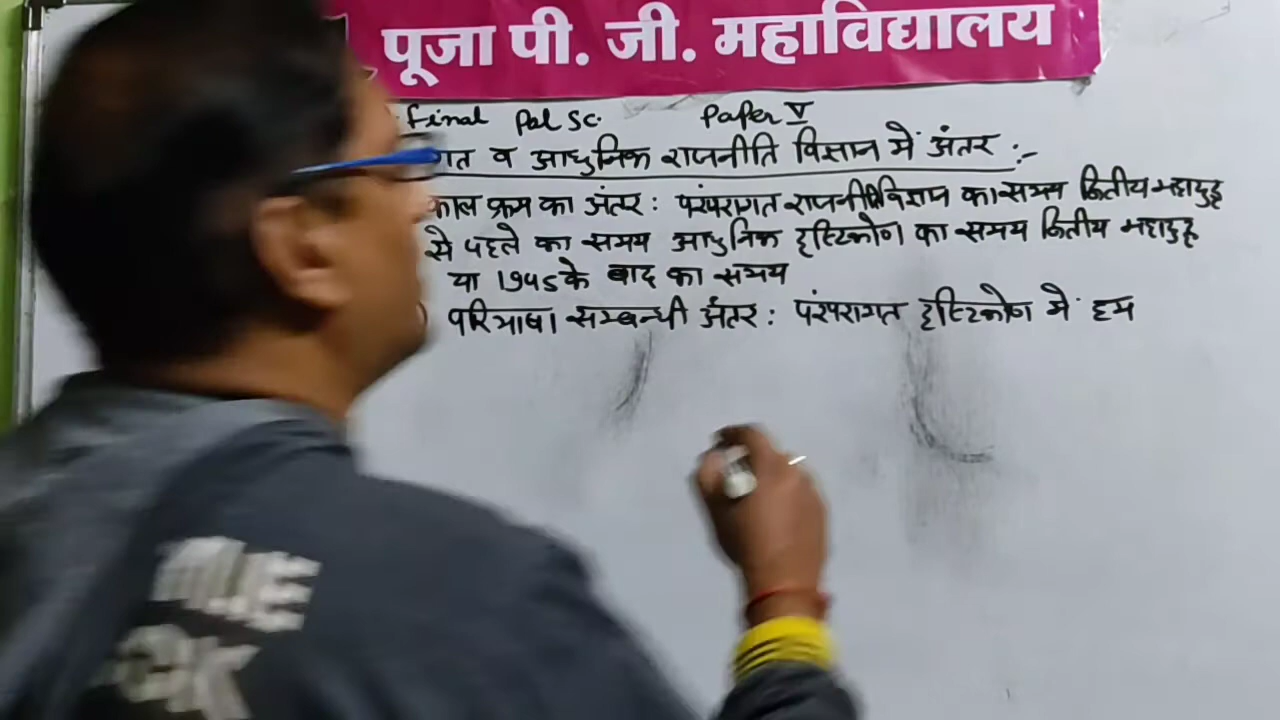 पूजा पी. जी. महाविद्यालय
Final Pol Sc. Paper V
गत व आधुनिक राजनीति विज्ञान में अंतर :-
काल क्रम का अंतर : परंपरागत राजनीति विज्ञान का समय द्वितीय महायुद्ध
से पहले का समय आधुनिक दृष्टिकोण का समय द्वितीय महायुद्ध
या 1945 के बाद का समय
) परिभाषा सम्बन्धी अंतर : परंपरागत दृष्टिकोण में हम